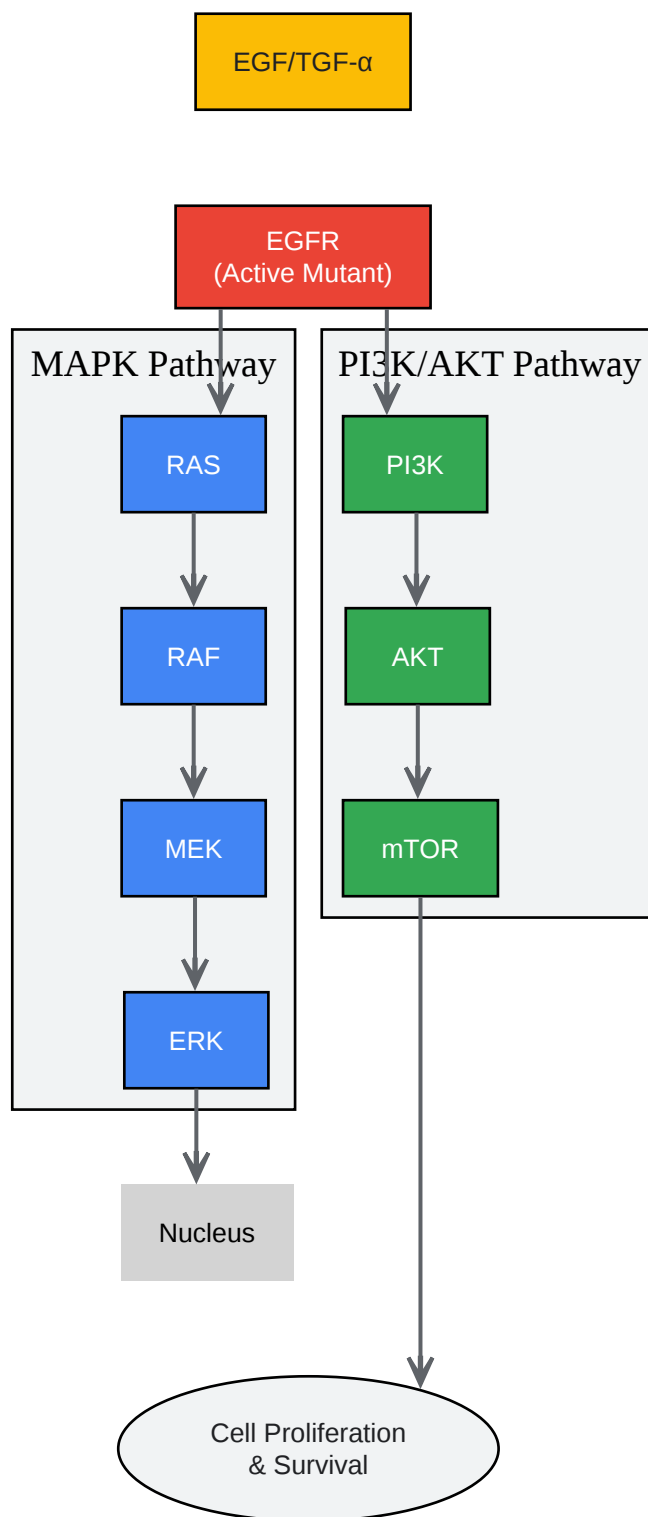 EGF/TGF-α
EGFR
(Active Mutant)
MAPK Pathway
PI3K/AKT Pathway
RAS
PI3K
RAF
AKT
MEK
mTOR
ERK
Nucleus
Cell Proliferation
& Survival